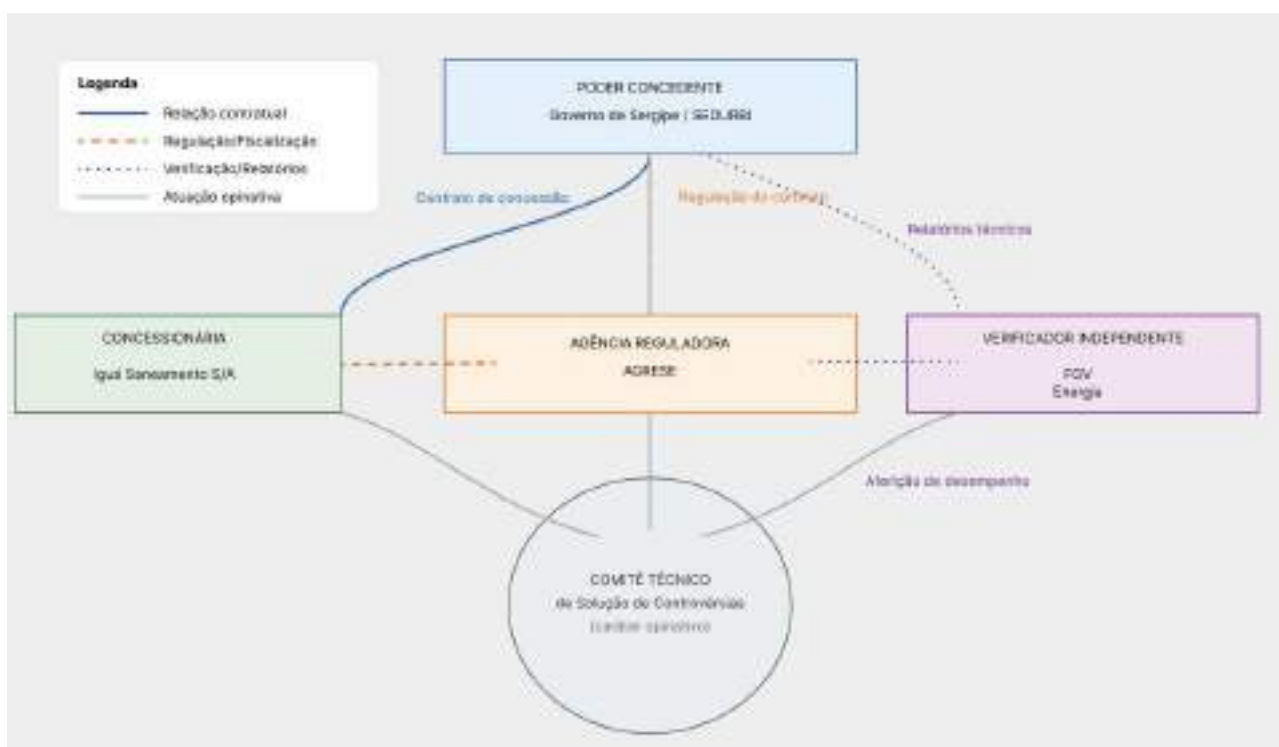 Legenda
Relação contratual
Regulação/Fiscalização
Verificação/Relatórios
Atuação opinativa
PODER CONCEDENTE
Governo de Sergipe | SEDURBI
Contrato de concessão
Regulação do contrato
Relatórios técnicos
CONCESSIONÁRIA
Iguá Saneamento S/A
AGÊNCIA REGULADORA
AGRESE
VERIFICADOR INDEPENDENTE
FGV
Energia
Aferição de desempenho
COMITÊ TÉCNICO
de Solução de Controvérsias
(caráter opinativo)